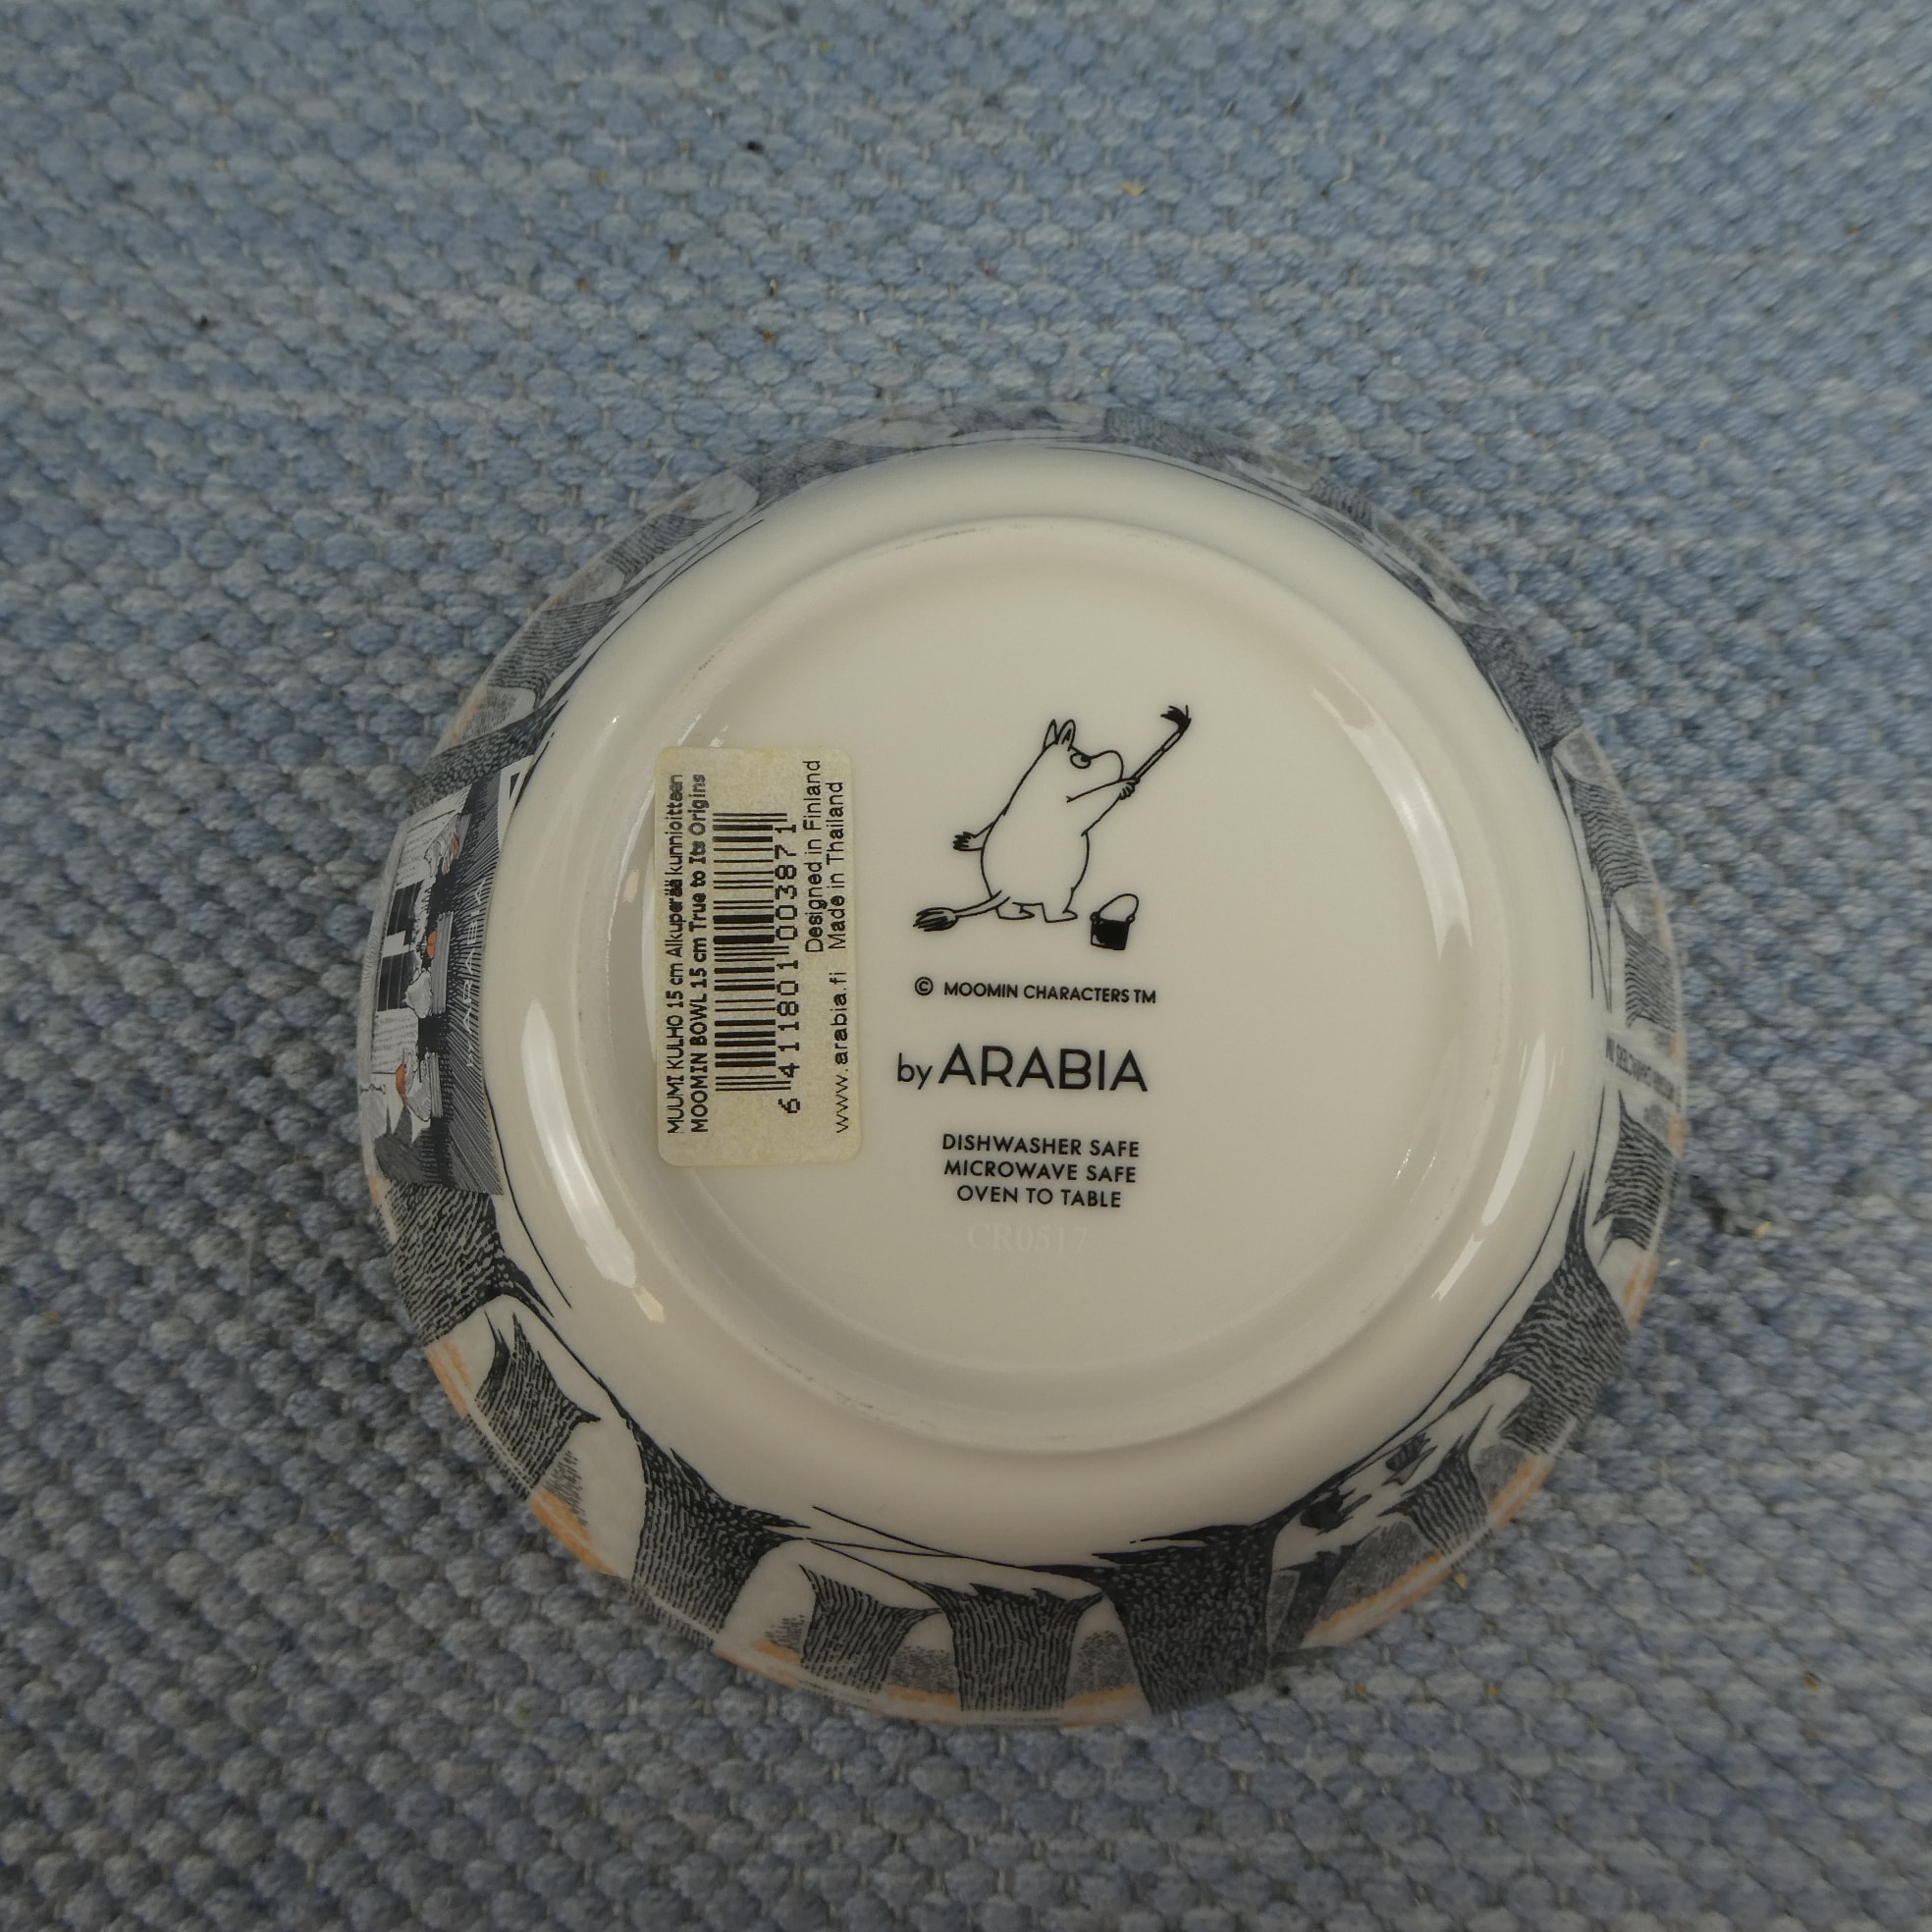 © MOOMIN CHARACTERS TM
by ARABIA
DISHWASHER SAFE
MICROWAVE SAFE
OVEN TO TABLE
CR0517
MUUMI KULHO 15 cm Alkuperää kunnioittaen
MOOMIN BOWL 15 cm True to Its Origins
6 411801 003871
Designed in Finland
www.arabia.fi Made in Thailand
ARABIA